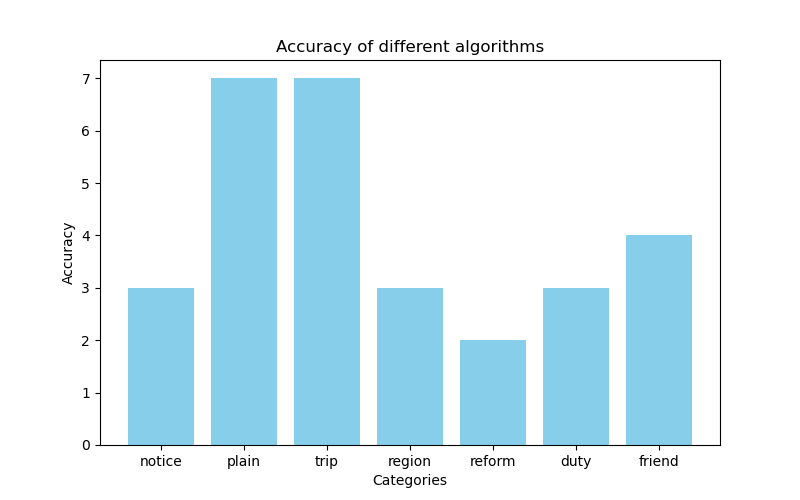 Accuracy of different algorithms
Accuracy
7
6
5
4
3
2
1
0
notice plain trip region reform duty friend
Categories